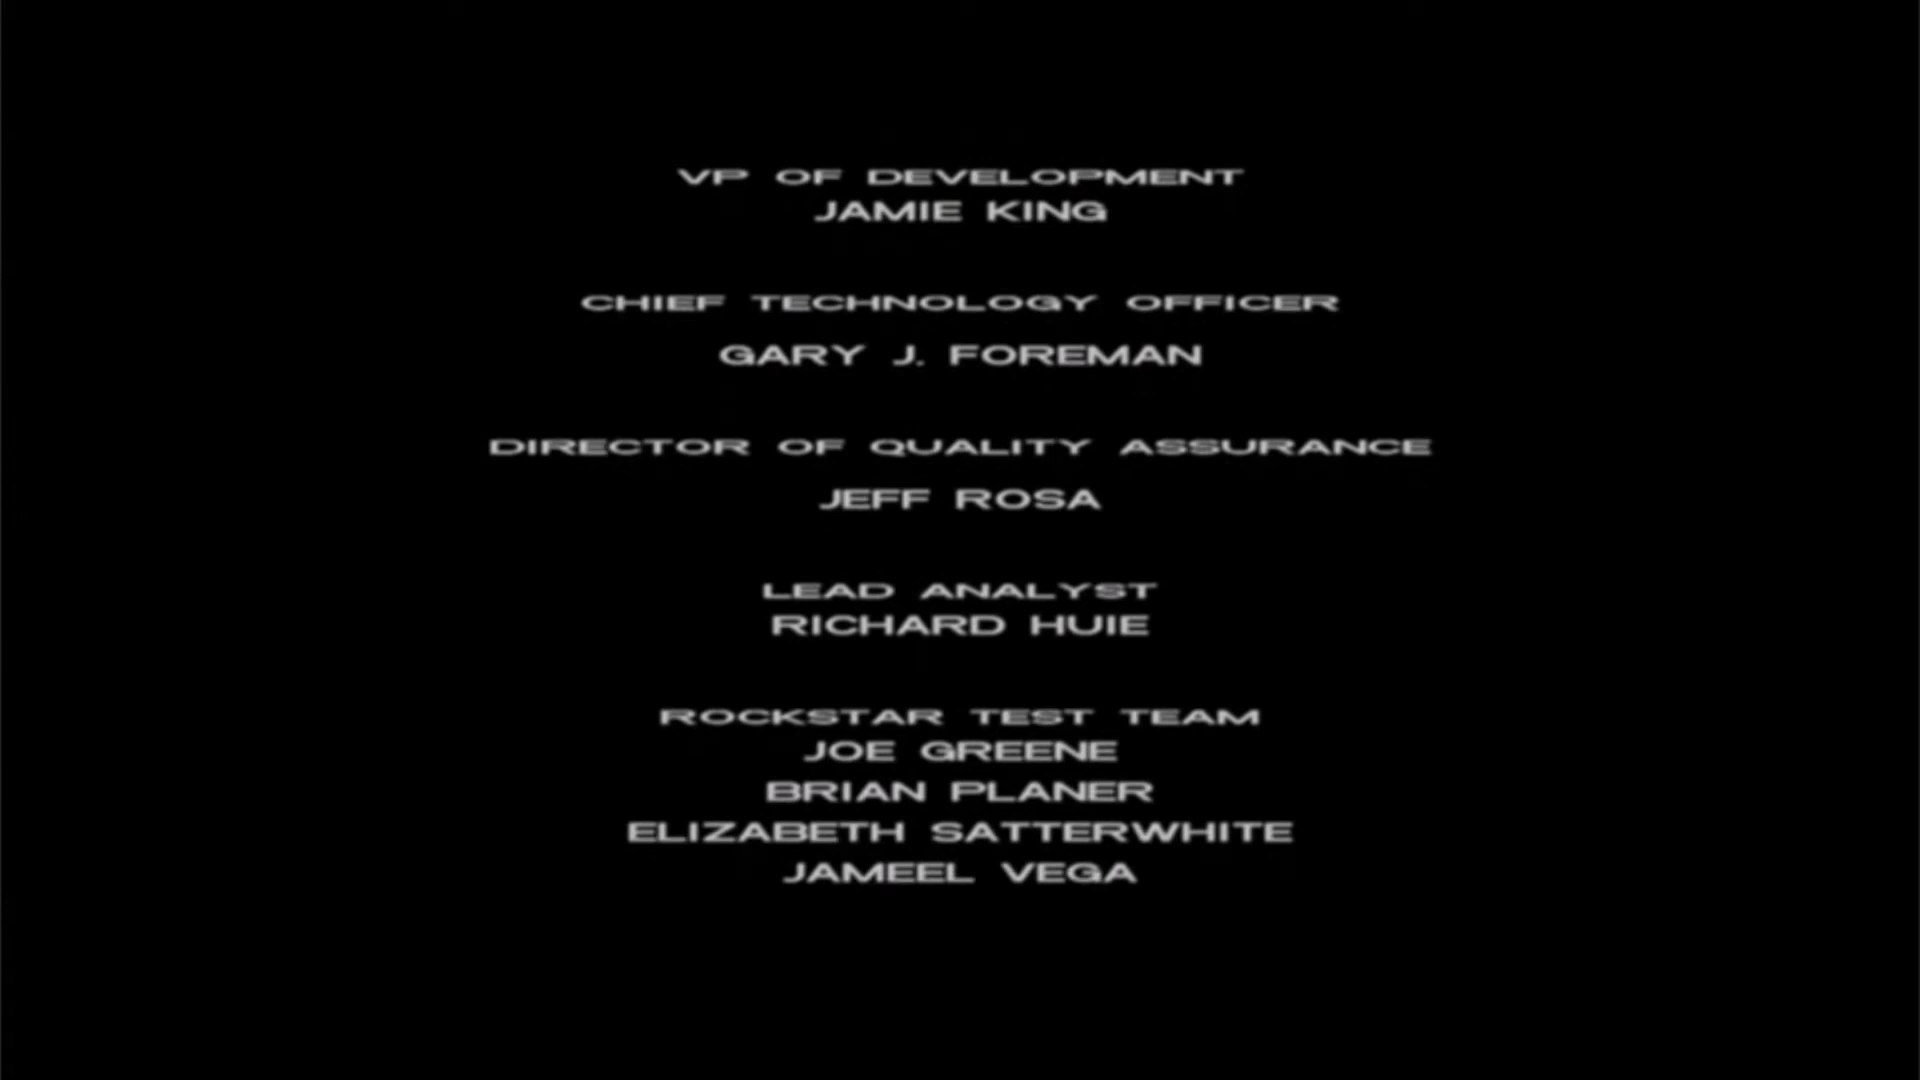 VP OF DEVELOPMENT
JAMIE KING
CHIEF TECHNOLOGY OFFICER
GARY J. FOREMAN
DIRECTOR OF QUALITY ASSURANCE
JEFF ROSA
LEAD ANALYST
RICHARD HUIE
ROCKSTAR TEST TEAM
JOE GREENE
BRIAN PLANER
ELIZABETH SATTERWHITE
JAMEEL VEGA